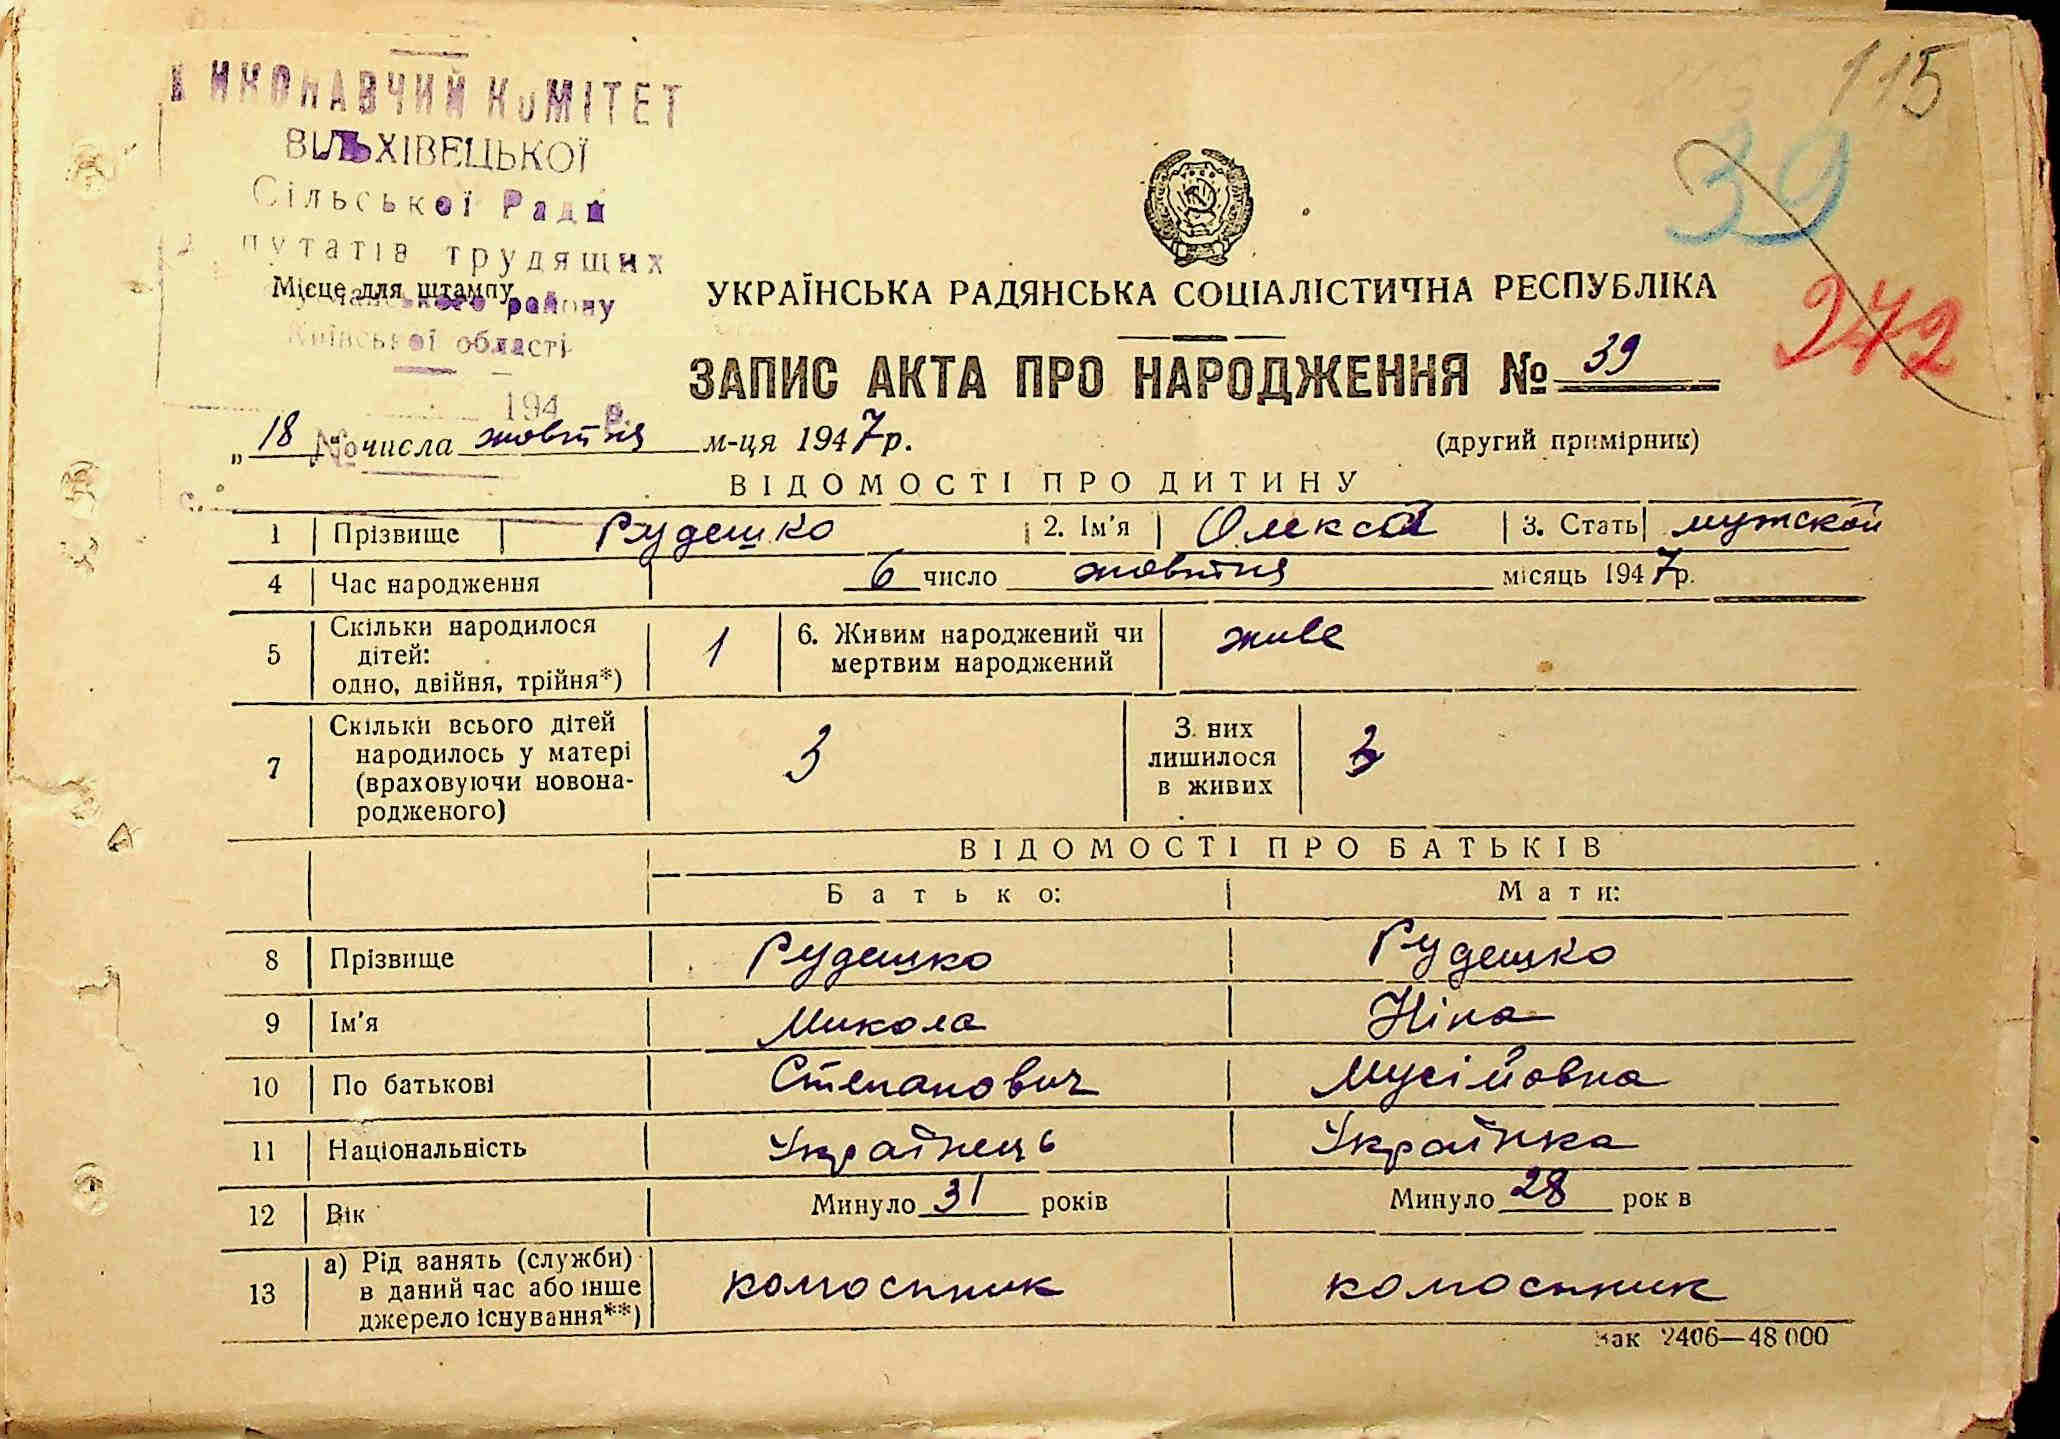 115
39
242
ВИКОНАВЧИЙ КОМІТЕТ
ВІЛЬХІВЕЦЬКОЇ
Сільської Ради
путатів трудящих
району
Київської області
194 р.
№
Місце для штампу
УКРАЇНСЬКА РАДЯНСЬКА СОЦІАЛІСТИЧНА РЕСПУБЛІКА
ЗАПИС АКТА ПРО НАРОДЖЕННЯ № 39
„18 числа жовтня м-ця 1947р.
(другий примірник)
ВІДОМОСТІ ПРО ДИТИНУ
1 Прізвище Рудешко 2. Ім'я Олекса 3. Стать мужской
4 Час народження 6 число жовтня місяць 1947р.
5 Скільки народилося дітей: одно, двійня, трійня*) 1 6. Живим народжений чи мертвим народжений живе
7 Скільки всього дітей народилось у матері (враховуючи новонародженого) 3 З них лишилося в живих 3
ВІДОМОСТІ ПРО БАТЬКІВ
Батько: Мати:
8 Прізвище Рудешко Рудешко
9 Ім'я Микола Ніна
10 По батькові Степанович Мусійовна
11 Національність Українець Українка
12 Вік Минуло 31 років Минуло 28 рок в
13 а) Рід занять (служби) в даний час або інше джерело існування**) колгоспник колгоспник
Зак 2406—48 000